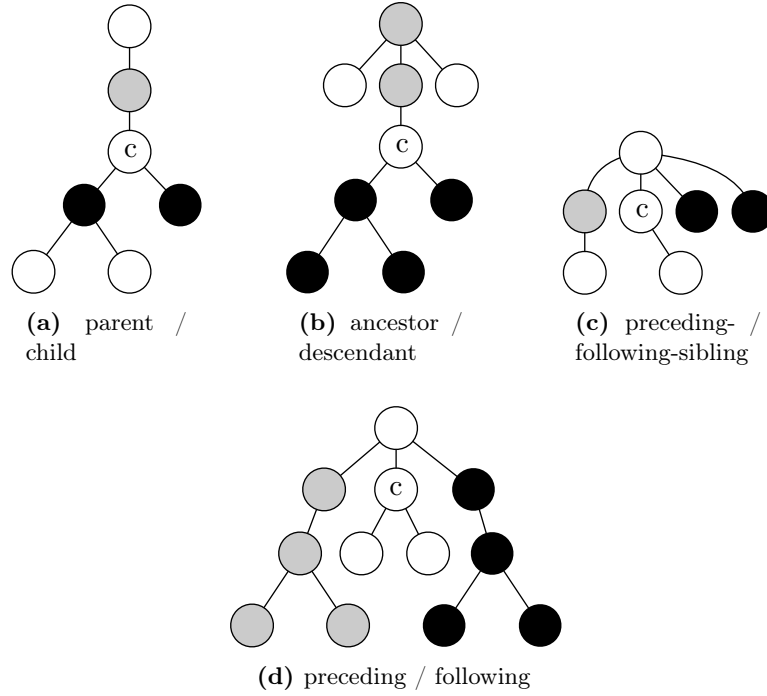 c
c
c
(a) parent /
child
(b) ancestor /
descendant
(c) preceding-
following-sibling /
c
(d) preceding / following